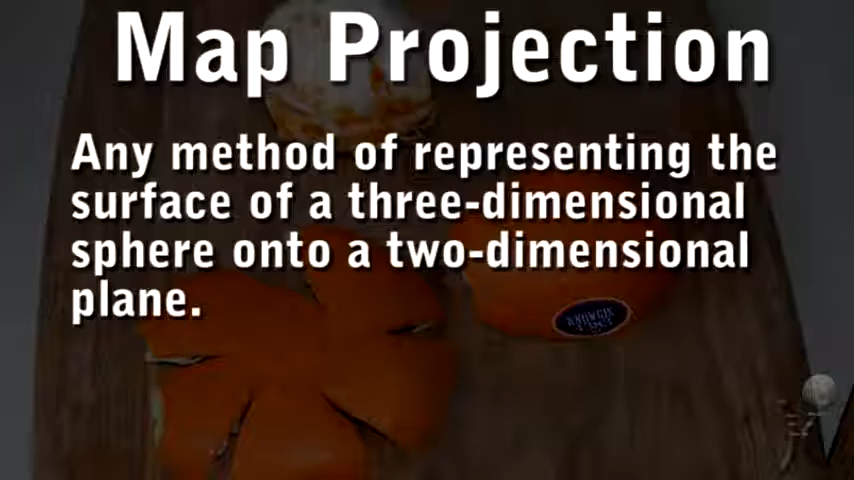 Map Projection
Any method of representing the
surface of a three-dimensional
sphere onto a two-dimensional
plane.